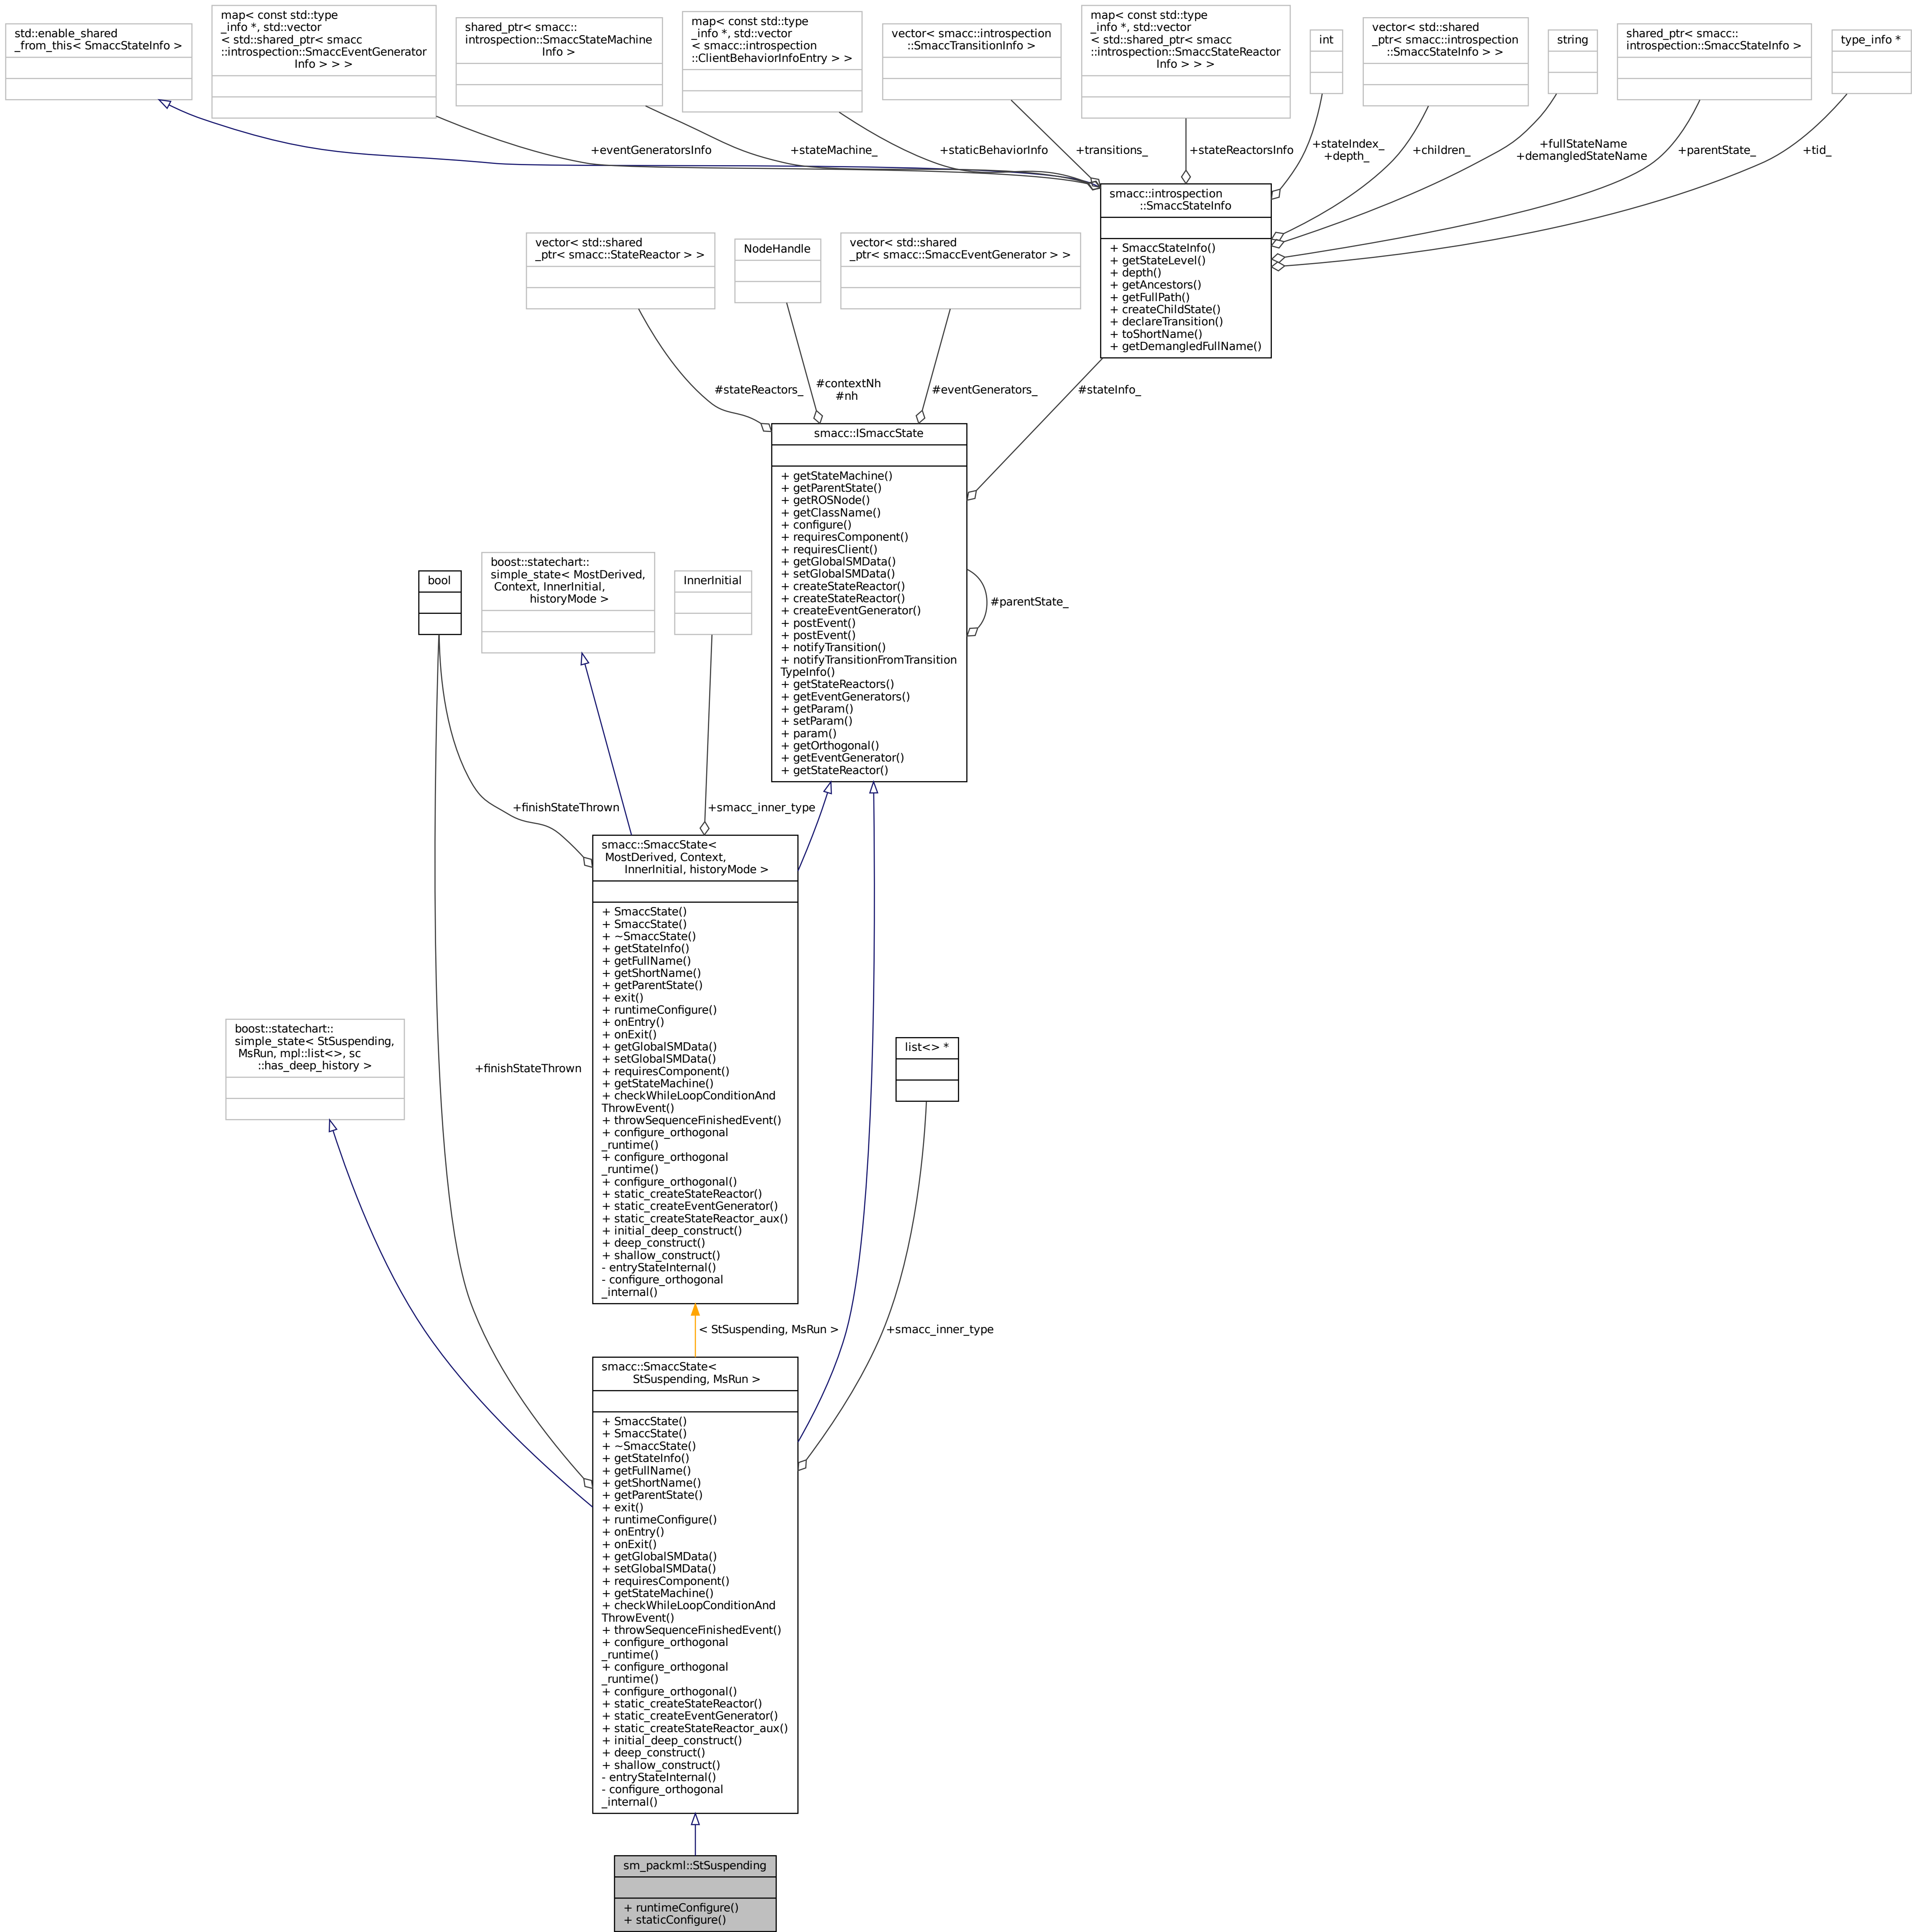 std::enable_shared
_from_this< SmaccStateInfo >
map< const std::type
_info *, std::vector
< std::shared_ptr< smacc
::introspection::SmaccEventGenerator
Info > > >
shared_ptr< smacc::
introspection::SmaccStateMachine
Info >
map< const std::type
_info *, std::vector
< smacc::introspection
::ClientBehaviorInfoEntry > >
vector< smacc::introspection
::SmaccTransitionInfo >
map< const std::type
_info *, std::vector
< std::shared_ptr< smacc
::introspection::SmaccStateReactor
Info > > >
int
vector< std::shared
_ptr< smacc::introspection
::SmaccStateInfo > >
string
shared_ptr< smacc::
introspection::SmaccStateInfo >
type_info *
+eventGeneratorsInfo
+stateMachine_
+staticBehaviorInfo
+transitions_
+stateReactorsInfo
+stateIndex_
+depth_
+children_
+fullStateName
+demangledStateName
+parentState_
+tid_
smacc::introspection
::SmaccStateInfo
+ SmaccStateInfo()
+ getStateLevel()
+ depth()
+ getAncestors()
+ getFullPath()
+ createChildState()
+ declareTransition()
+ toShortName()
+ getDemangledFullName()
vector< std::shared
_ptr< smacc::StateReactor > >
NodeHandle
vector< std::shared
_ptr< smacc::SmaccEventGenerator > >
#stateReactors_
#contextNh
#nh
#eventGenerators_
#stateInfo_
smacc::ISmaccState
+ getStateMachine()
+ getParentState()
+ getROSNode()
+ getClassName()
+ configure()
+ requiresComponent()
+ requiresClient()
+ getGlobalSMData()
+ setGlobalSMData()
+ createStateReactor()
+ createStateReactor()
+ createEventGenerator()
+ postEvent()
+ postEvent()
+ notifyTransition()
+ notifyTransitionFromTransition
TypeInfo()
+ getStateReactors()
+ getEventGenerators()
+ getParam()
+ setParam()
+ param()
+ getOrthogonal()
+ getEventGenerator()
+ getStateReactor()
#parentState_
bool
boost::statechart::
simple_state< MostDerived,
Context, InnerInitial,
historyMode >
InnerInitial
+finishStateThrown
+smacc_inner_type
smacc::SmaccState<
MostDerived, Context,
InnerInitial, historyMode >
+ SmaccState()
+ SmaccState()
+ ~SmaccState()
+ getStateInfo()
+ getFullName()
+ getShortName()
+ getParentState()
+ exit()
+ runtimeConfigure()
+ onEntry()
+ onExit()
+ getGlobalSMData()
+ setGlobalSMData()
+ requiresComponent()
+ getStateMachine()
+ checkWhileLoopConditionAnd
ThrowEvent()
+ throwSequenceFinishedEvent()
+ configure_orthogonal
_runtime()
+ configure_orthogonal
_runtime()
+ configure_orthogonal()
+ static_createStateReactor()
+ static_createEventGenerator()
+ static_createStateReactor_aux()
+ initial_deep_construct()
+ deep_construct()
+ shallow_construct()
- entryStateInternal()
- configure_orthogonal
_internal()
boost::statechart::
simple_state< StSuspending,
MsRun, mpl::list<>, sc
::has_deep_history >
+finishStateThrown
list<> *
< StSuspending, MsRun >
+smacc_inner_type
smacc::SmaccState<
StSuspending, MsRun >
+ SmaccState()
+ SmaccState()
+ ~SmaccState()
+ getStateInfo()
+ getFullName()
+ getShortName()
+ getParentState()
+ exit()
+ runtimeConfigure()
+ onEntry()
+ onExit()
+ getGlobalSMData()
+ setGlobalSMData()
+ requiresComponent()
+ getStateMachine()
+ checkWhileLoopConditionAnd
ThrowEvent()
+ throwSequenceFinishedEvent()
+ configure_orthogonal
_runtime()
+ configure_orthogonal
_runtime()
+ configure_orthogonal()
+ static_createStateReactor()
+ static_createEventGenerator()
+ static_createStateReactor_aux()
+ initial_deep_construct()
+ deep_construct()
+ shallow_construct()
- entryStateInternal()
- configure_orthogonal
_internal()
sm_packml::StSuspending
+ runtimeConfigure()
+ staticConfigure()